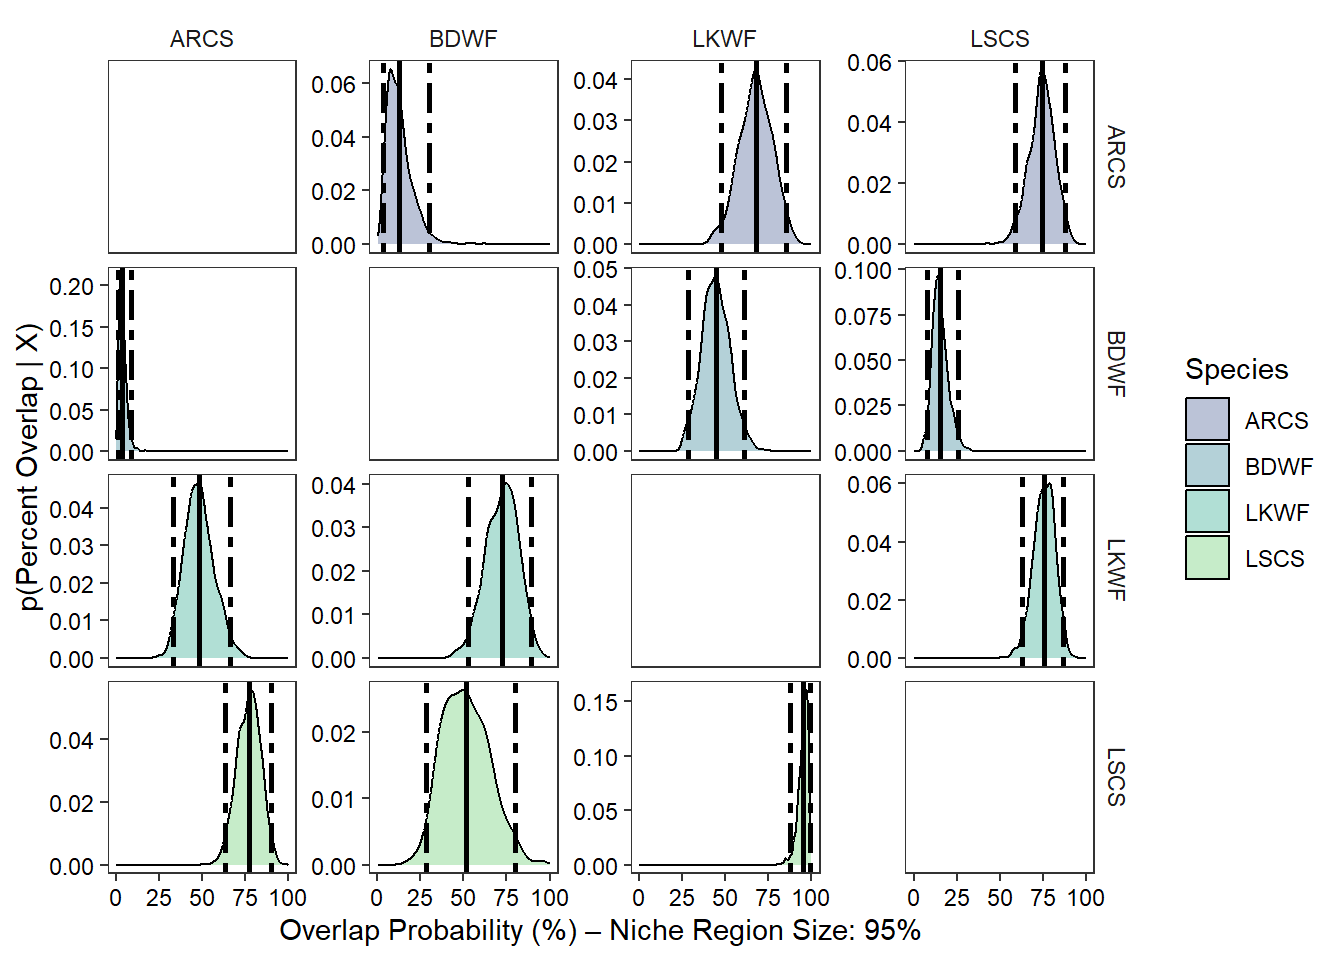 ARCS BDWF LKWF LSCS
0.06 0.04 0.02 0.00
0.04 0.03 0.02 0.01 0.00
0.06 0.04 0.02 0.00
ARCS
0.20 0.15 0.10 0.05 0.00
0.05 0.04 0.03 0.02 0.01 0.00
0.100 0.075 0.050 0.025 0.000
BDWF
0.04 0.03 0.02 0.01 0.00
0.04 0.03 0.02 0.01 0.00
0.06 0.04 0.02 0.00
LKWF
0.04 0.02 0.00
0.02 0.01 0.00
0.15 0.10 0.05 0.00
LSCS
0 25 50 75 100 0 25 50 75 100 0 25 50 75 100 0 25 50 75 100
p(Percent Overlap | X)
Overlap Probability (%) – Niche Region Size: 95%
Species
ARCS
BDWF
LKWF
LSCS